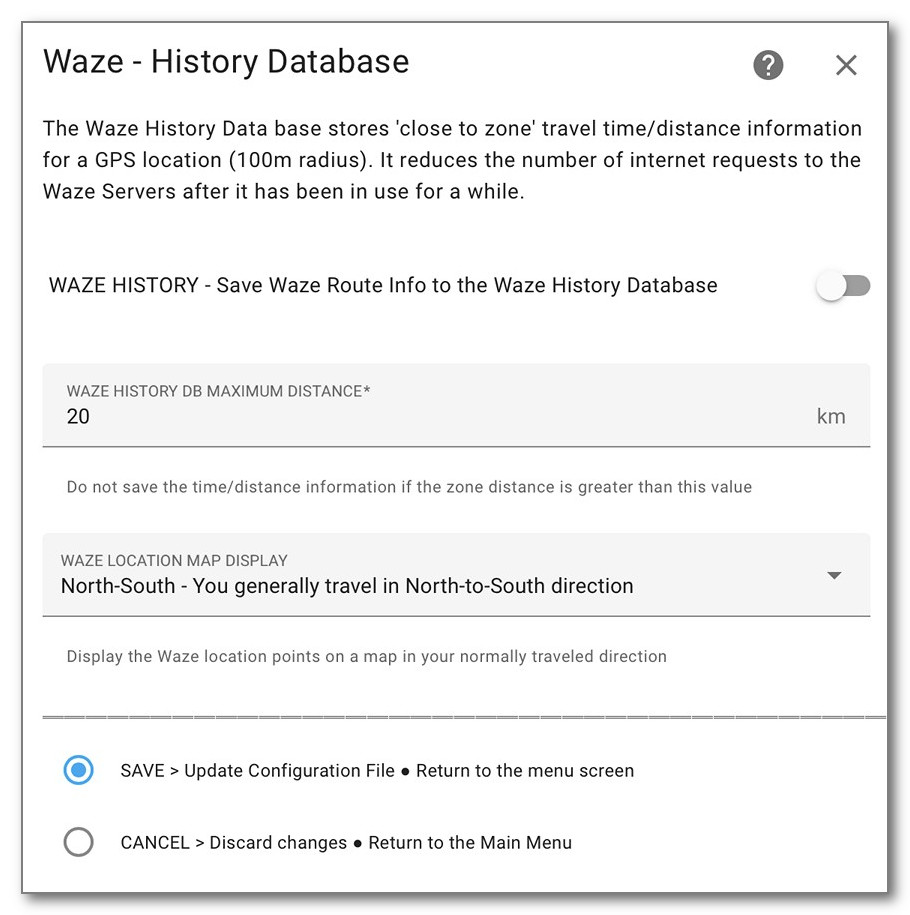 Waze - History Database
The Waze History Data base stores 'close to zone' travel time/distance information
for a GPS location (100m radius). It reduces the number of internet requests to the
Waze Servers after it has been in use for a while.
WAZE HISTORY - Save Waze Route Info to the Waze History Database
WAZE HISTORY DB MAXIMUM DISTANCE*
20 km
Do not save the time/distance information if the zone distance is greater than this value
WAZE LOCATION MAP DISPLAY
North-South - You generally travel in North-to-South direction
Display the Waze location points on a map in your normally traveled direction
SAVE > Update Configuration File ● Return to the menu screen
CANCEL > Discard changes ● Return to the Main Menu